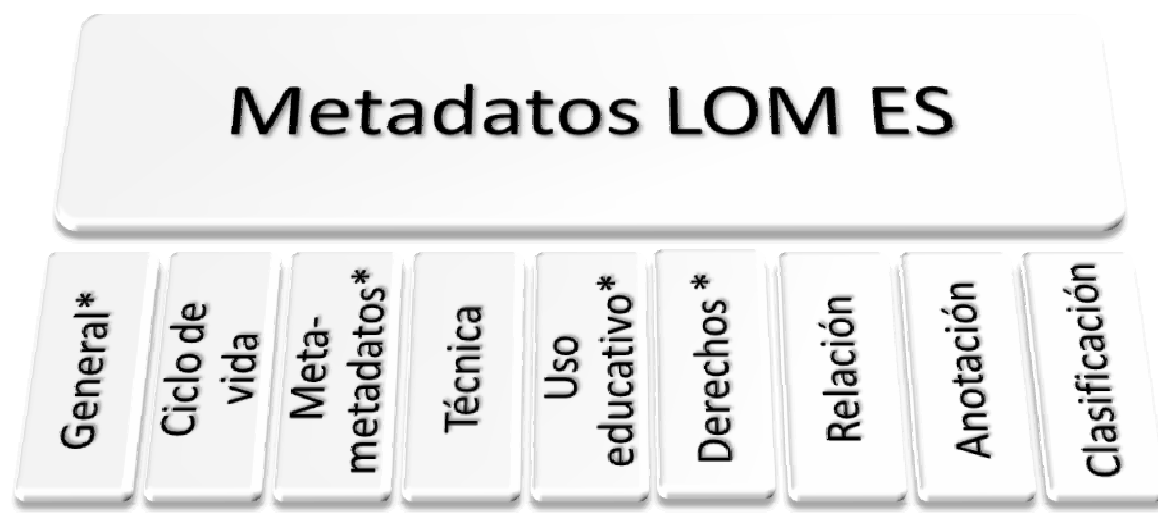 Metadatos LOM ES
General*
Ciclo de
vida
Meta-
metadatos*
Técnica
Uso
educativo*
Derechos *
Relación
Anotación
Clasificación